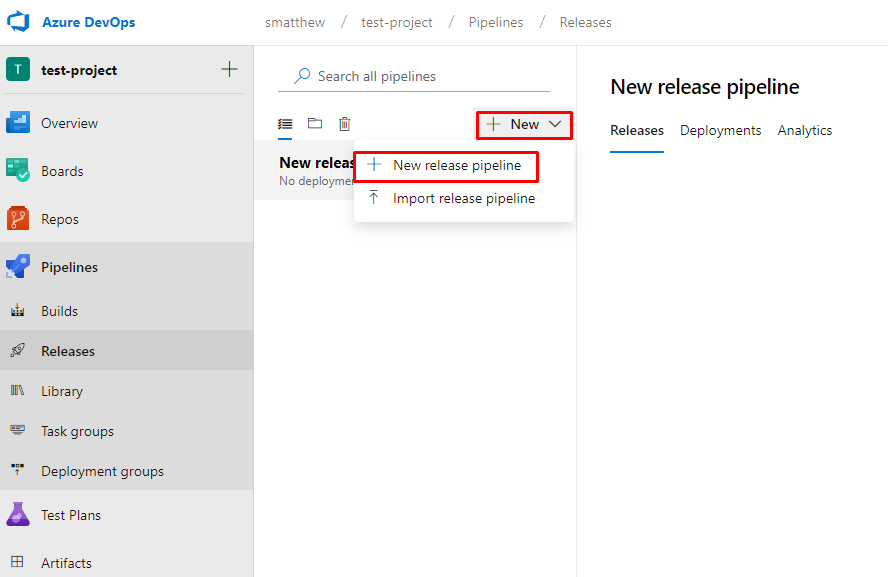 Azure DevOps
smatthew / test-project / Pipelines / Releases
T test-project
Overview
Boards
Repos
Pipelines
Builds
Releases
Library
Task groups
Deployment groups
Test Plans
Artifacts
Search all pipelines
New
New release pipeline
Import release pipeline
New releas
No deploymen
New release pipeline
Releases Deployments Analytics